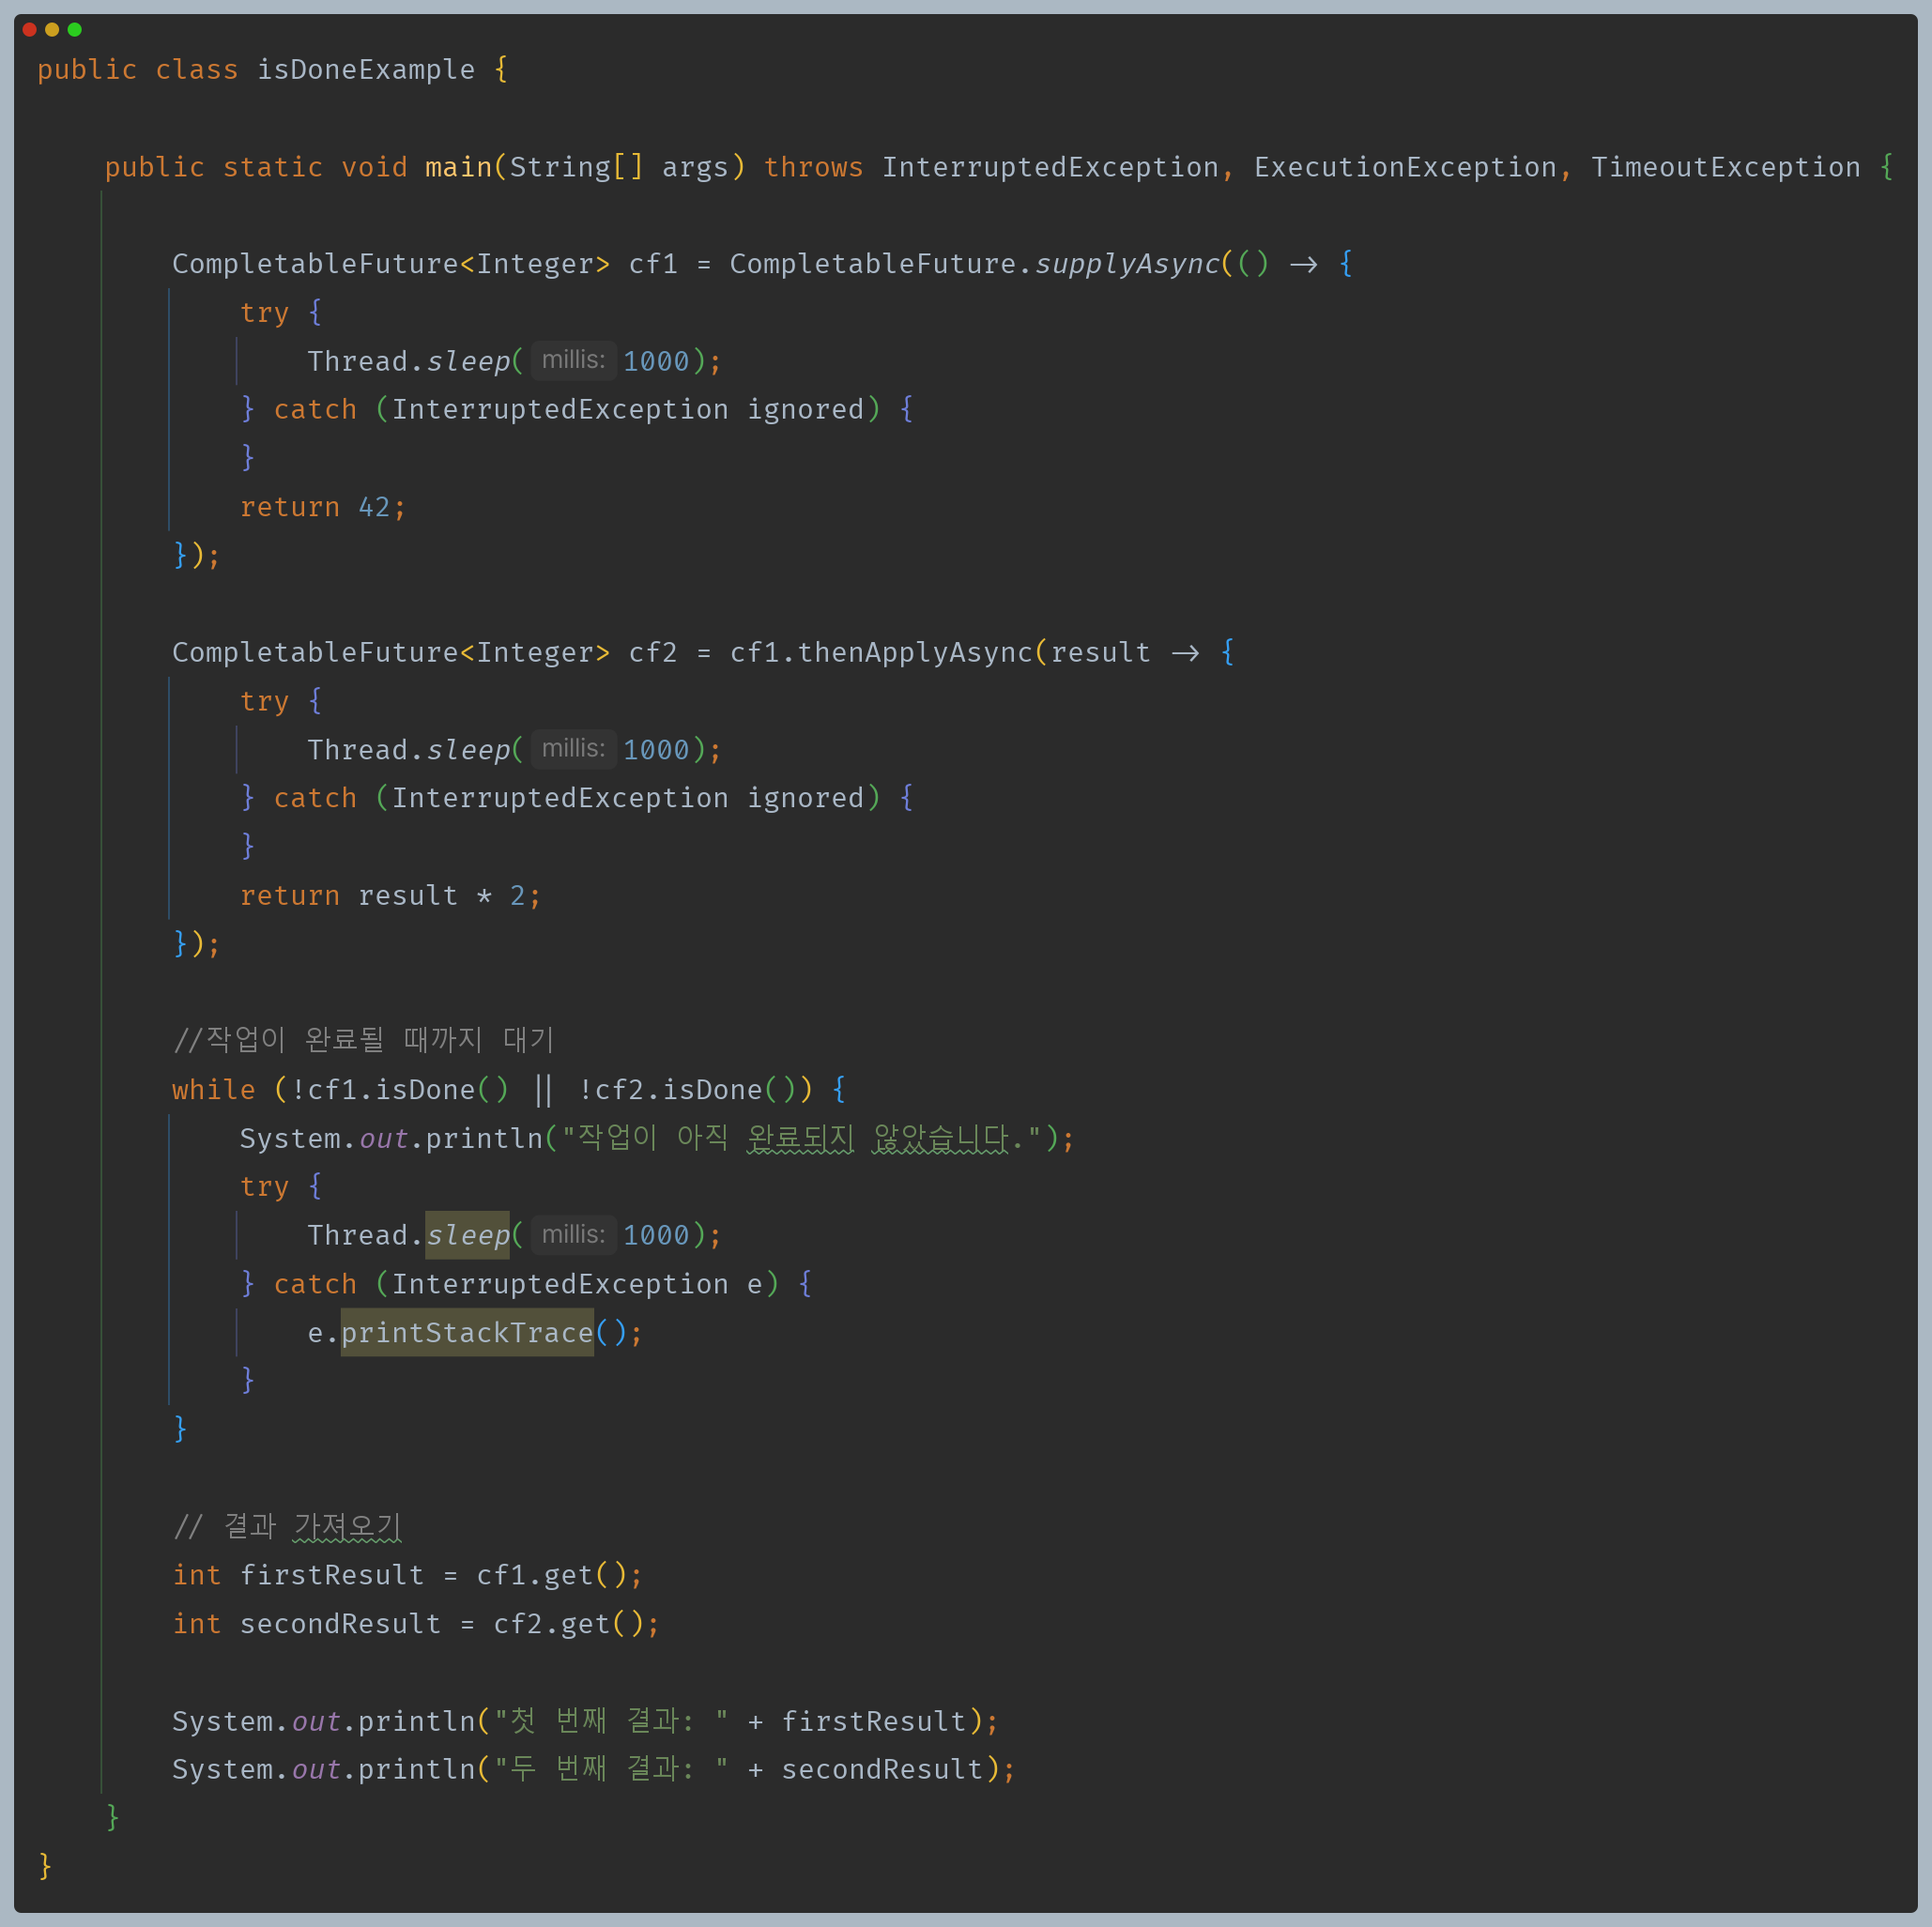 public class isDoneExample {
public static void main(String[] args) throws InterruptedException, ExecutionException, TimeoutException {
CompletableFuture<Integer> cf1 = CompletableFuture.supplyAsync(() -> {
try {
Thread.sleep( millis: 1000);
} catch (InterruptedException ignored) {
}
return 42;
});
CompletableFuture<Integer> cf2 = cf1.thenApplyAsync(result -> {
try {
Thread.sleep( millis: 1000);
} catch (InterruptedException ignored) {
}
return result * 2;
});
//작업이 완료될 때까지 대기
while (!cf1.isDone() || !cf2.isDone()) {
System.out.println("작업이 아직 완료되지 않았습니다.");
try {
Thread.sleep( millis: 1000);
} catch (InterruptedException e) {
e.printStackTrace();
}
}
// 결과 가져오기
int firstResult = cf1.get();
int secondResult = cf2.get();
System.out.println("첫 번째 결과: " + firstResult);
System.out.println("두 번째 결과: " + secondResult);
}
}